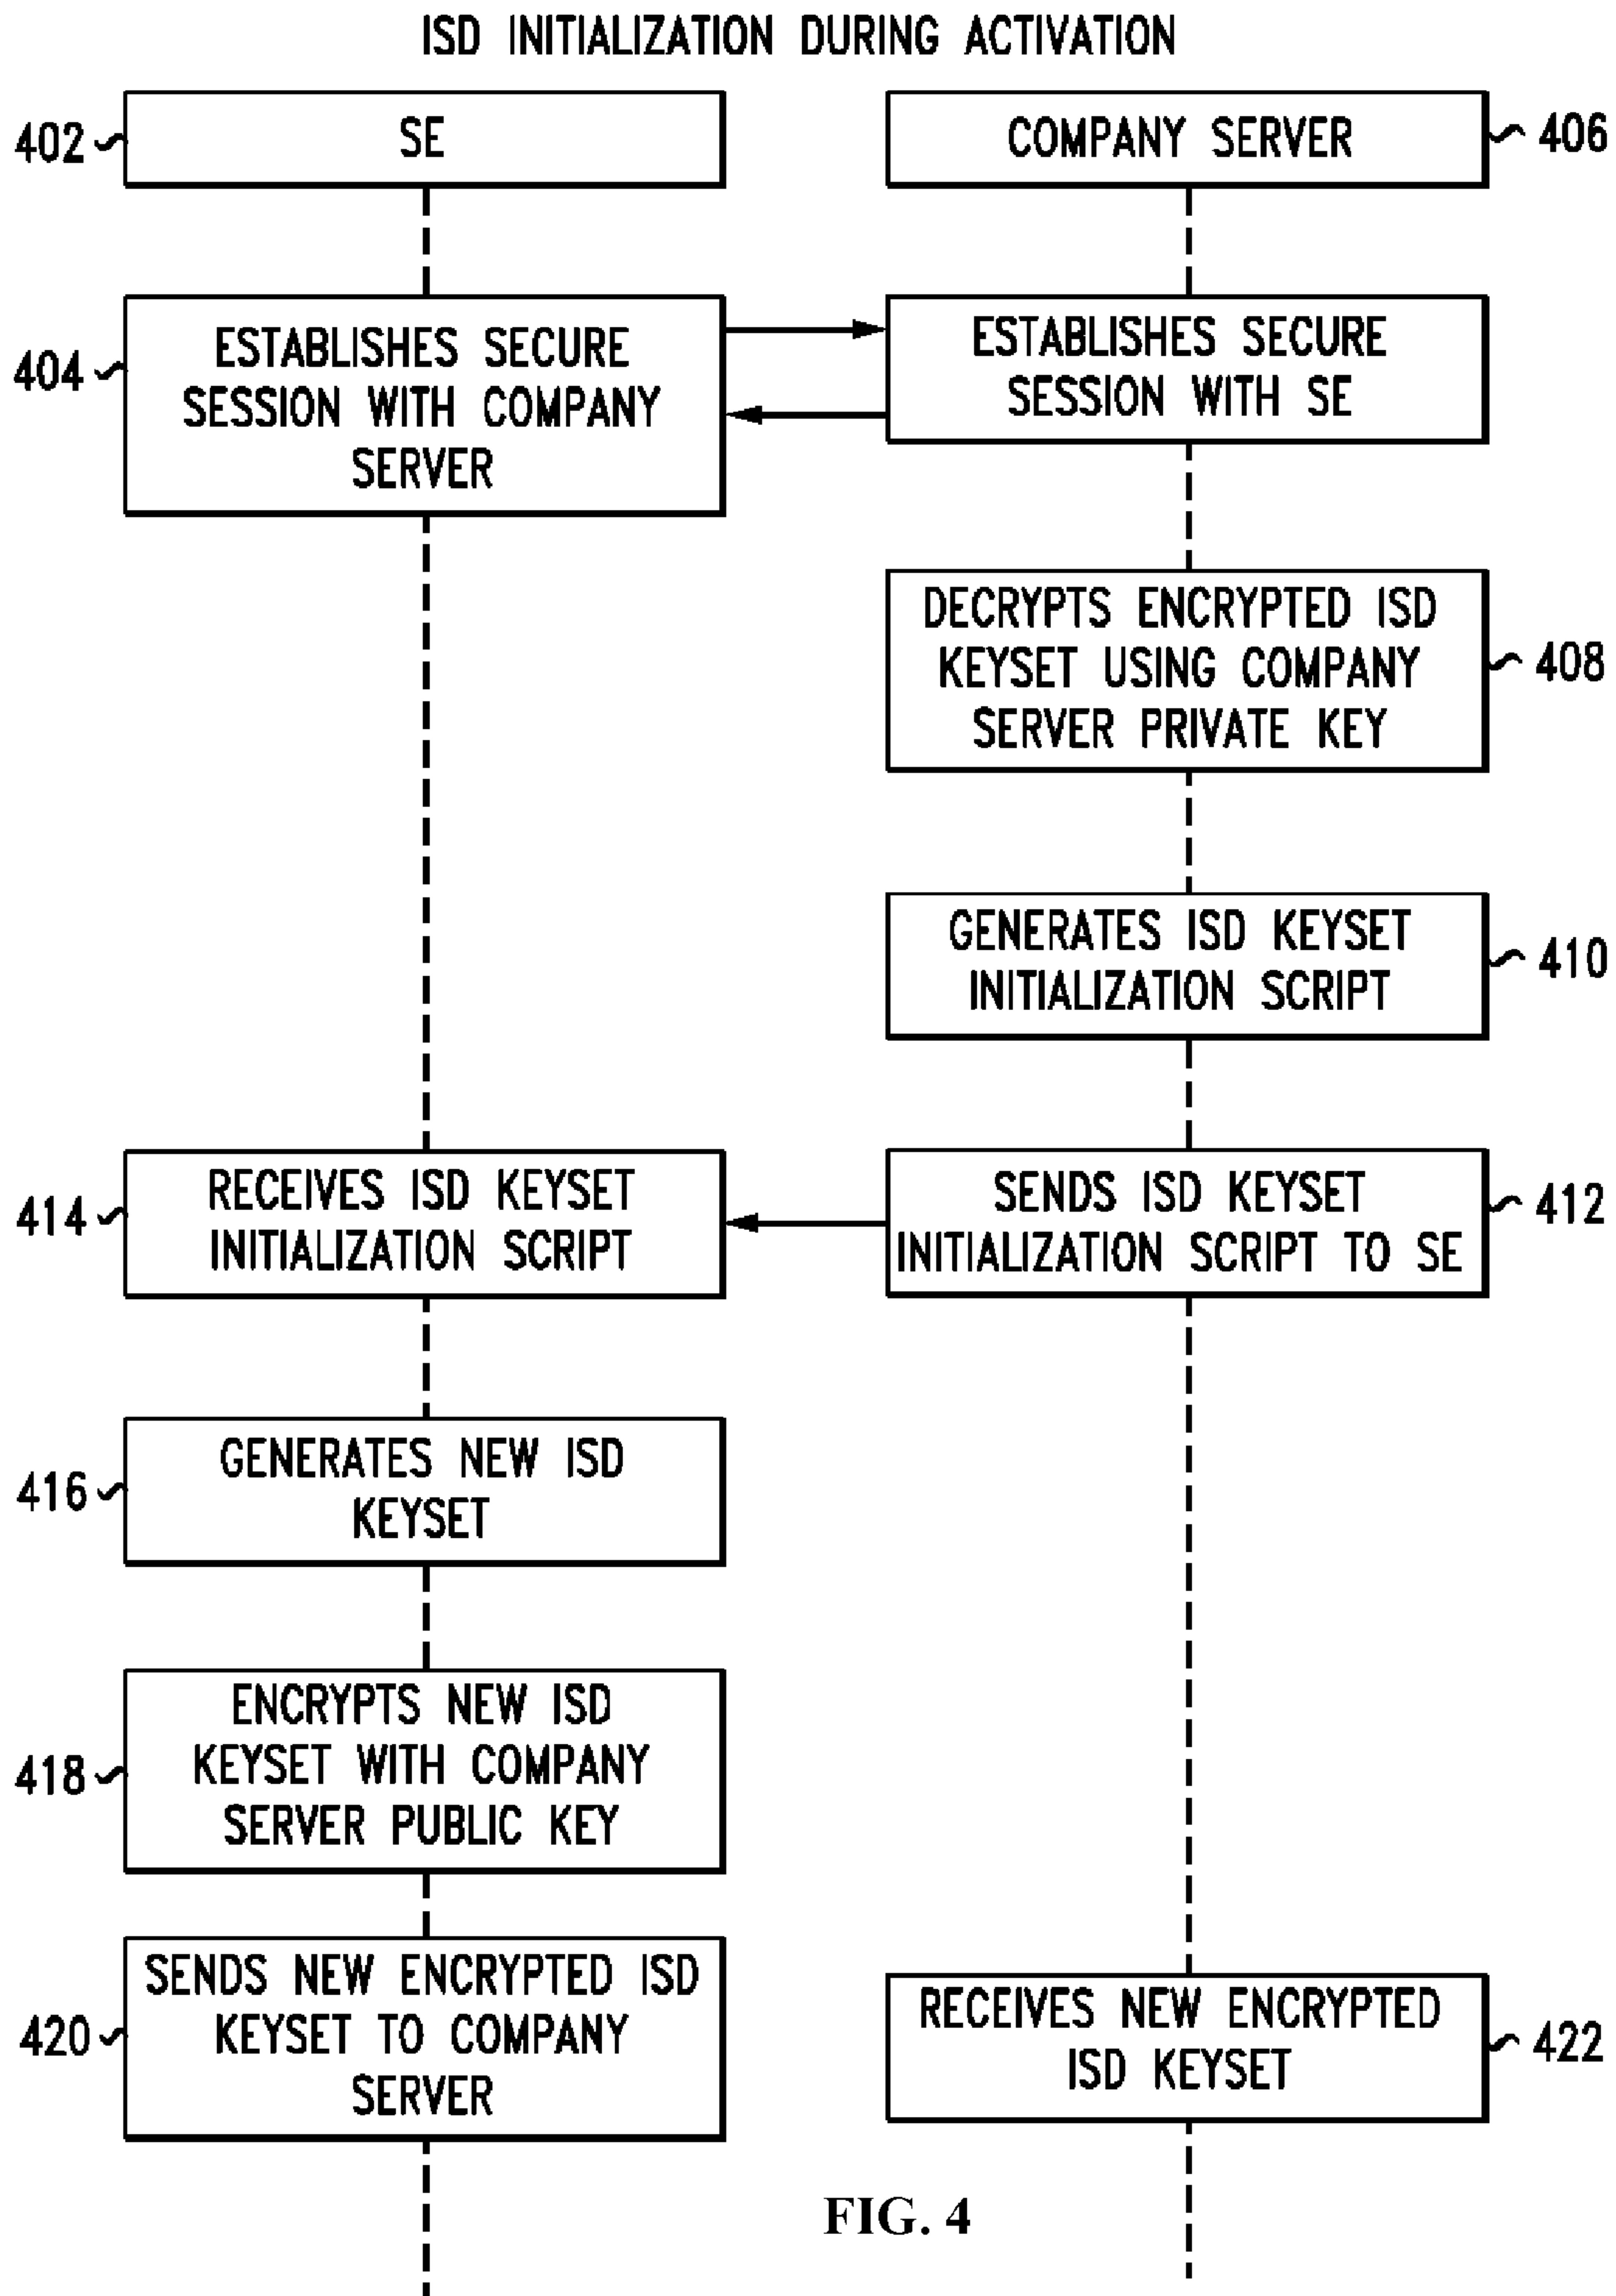 ISD INITIALIZATION DURING ACTIVATION
402
SE
COMPANY SERVER
406
404
ESTABLISHES SECURE
SESSION WITH COMPANY
SERVER
ESTABLISHES SECURE
SESSION WITH SE
DECRYPTS ENCRYPTED ISD
KEYSET USING COMPANY
SERVER PRIVATE KEY
408
GENERATES ISD KEYSET
INITIALIZATION SCRIPT
410
414
RECEIVES ISD KEYSET
INITIALIZATION SCRIPT
SENDS ISD KEYSET
INITIALIZATION SCRIPT TO SE
412
416
GENERATES NEW ISD
KEYSET
418
ENCRYPTS NEW ISD
KEYSET WITH COMPANY
SERVER PUBLIC KEY
420
SENDS NEW ENCRYPTED ISD
KEYSET TO COMPANY
SERVER
RECEIVES NEW ENCRYPTED
ISD KEYSET
422
FIG. 4